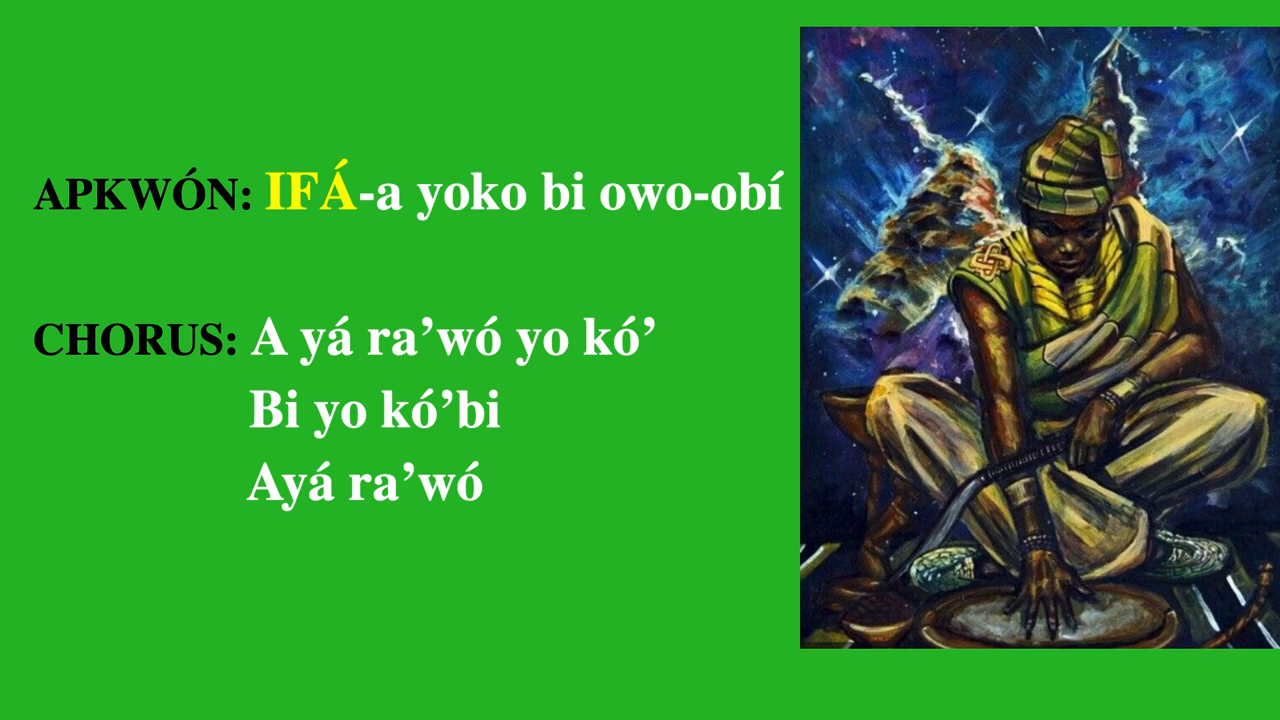 APKWÓN: IFÁ-a yoko bi owo-obí
CHORUS: A yá ra’wó yo kó’
Bi yo kó’bi
Ayá ra’wó